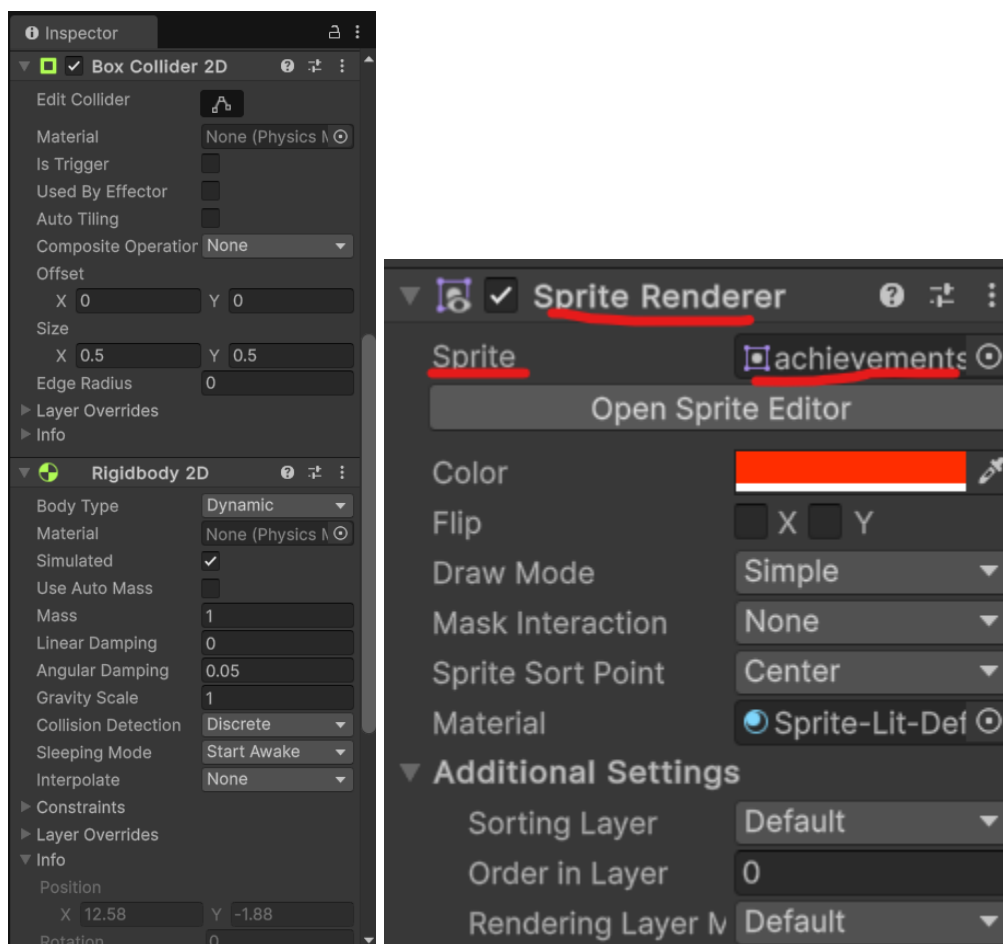 Inspector
Box Collider 2D
Edit Collider
Material None (Physics M
Is Trigger
Used By Effector
Auto Tiling
Composite Operation None
Offset
X 0 Y 0
Size
X 0.5 Y 0.5
Edge Radius 0
Layer Overrides
Info
Rigidbody 2D
Body Type Dynamic
Material None (Physics M
Simulated
Use Auto Mass
Mass 1
Linear Damping 0
Angular Damping 0.05
Gravity Scale 1
Collision Detection Discrete
Sleeping Mode Start Awake
Interpolate None
Constraints
Layer Overrides
Info
Position
X 12.58 Y -1.88
Rotation 0
Sprite Renderer
Sprite achievements
Open Sprite Editor
Color
Flip X Y
Draw Mode Simple
Mask Interaction None
Sprite Sort Point Center
Material Sprite-Lit-Def
Additional Settings
Sorting Layer Default
Order in Layer 0
Rendering Layer M Default